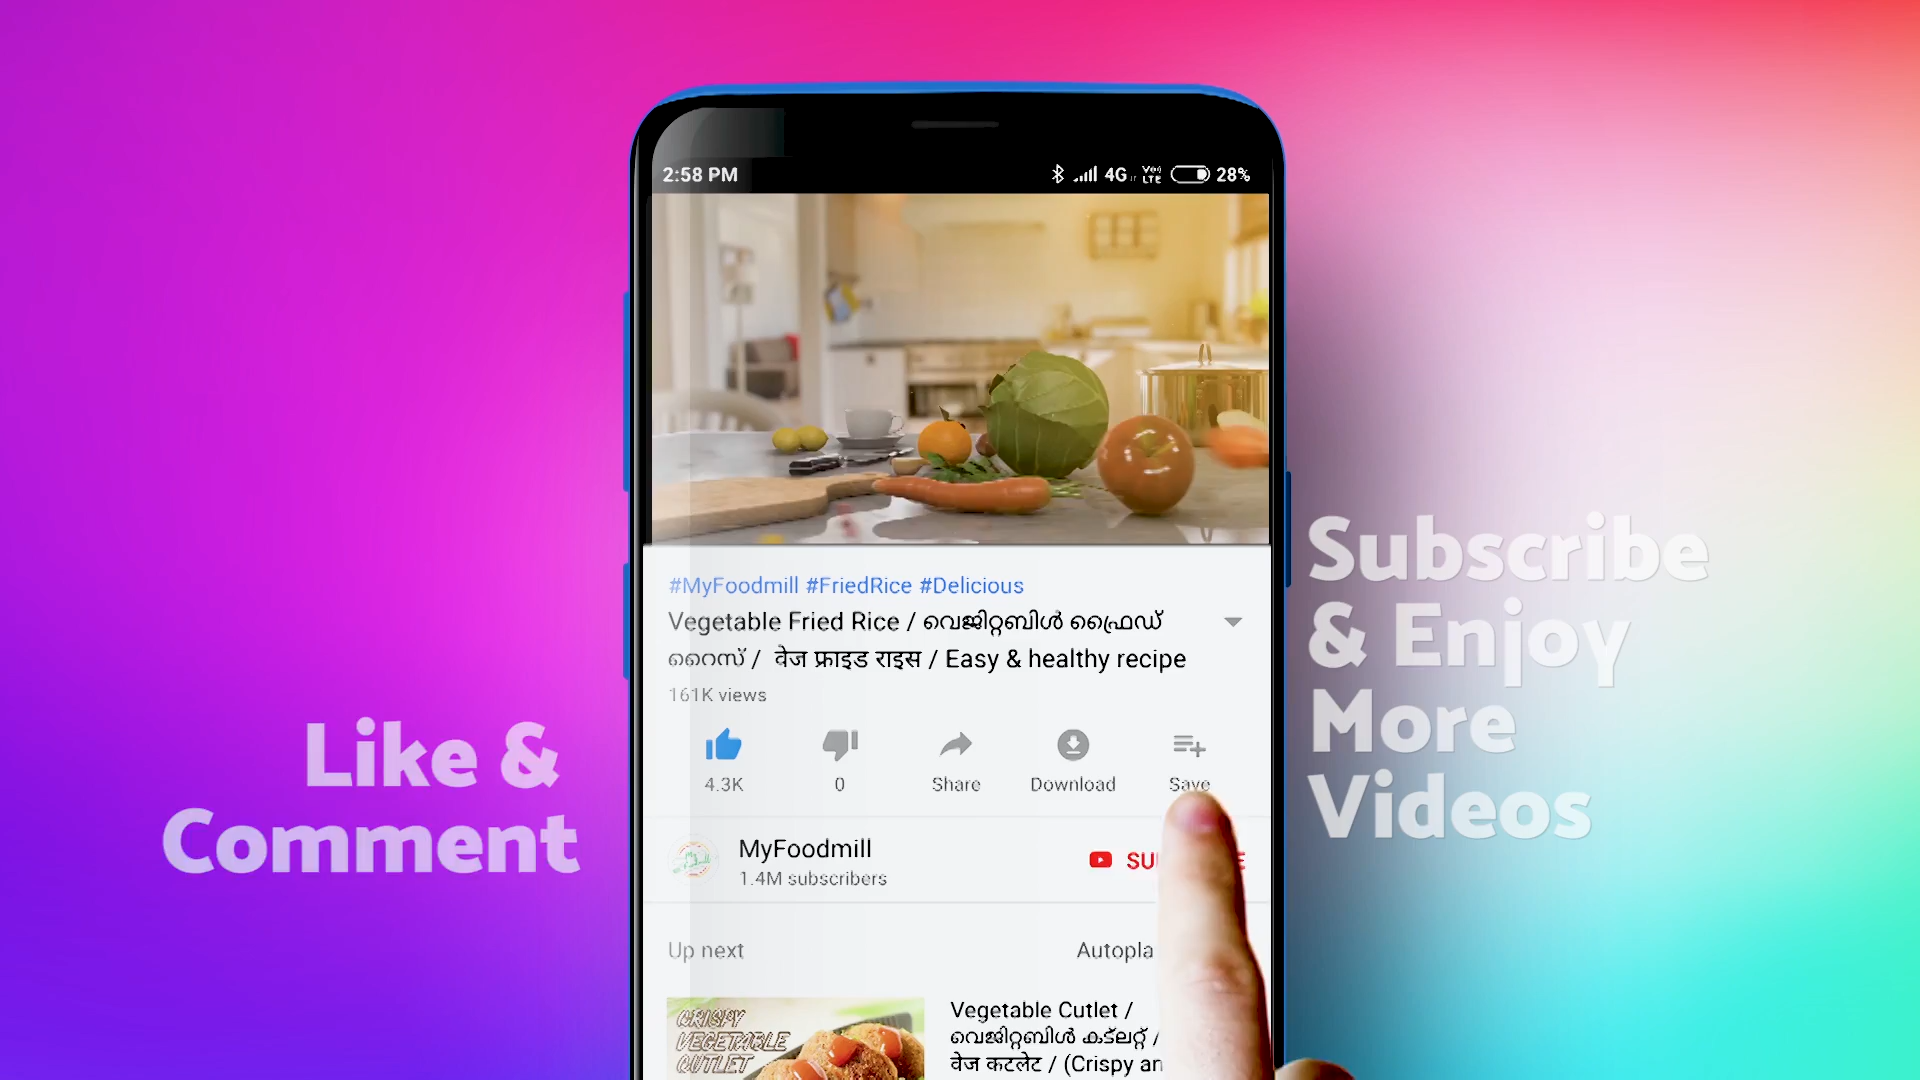 2:58 PM
4G
Vo)
LTE
28%
#MyFoodmill #FriedRice #Delicious
Vegetable Fried Rice / വെജിറ്റബിൾ ഫ്രൈഡ്
റൈസ് / वेज फ्राइड राइस / Easy & healthy recipe
161K views
4.3K
0
Share
Download
Save
MyFoodmill
1.4M subscribers
Up next
Vegetable Cutlet /
വെജിറ്റബിൾ കട്ലറ്റ് /
वेज कटलेट / (Crispy an
CRISPY
VEGETABLE
CUTLET
Like &
Comment
Subscribe
& Enjoy
More
Videos